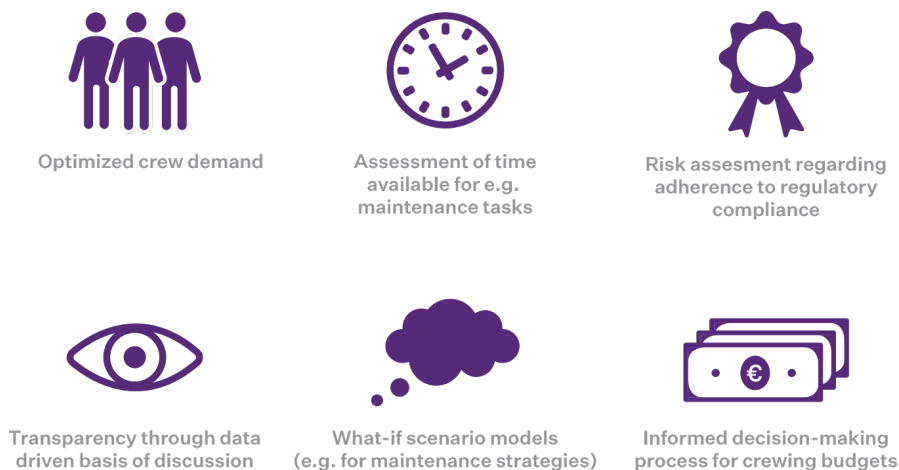 Optimized crew demand
Assessment of time
available for e.g.
maintenance tasks
Risk assesment regarding
adherence to regulatory
compliance
€
Transparency through data
driven basis of discussion
What-if scenario models
(e.g. for maintenance strategies)
Informed decision-making
process for crewing budgets